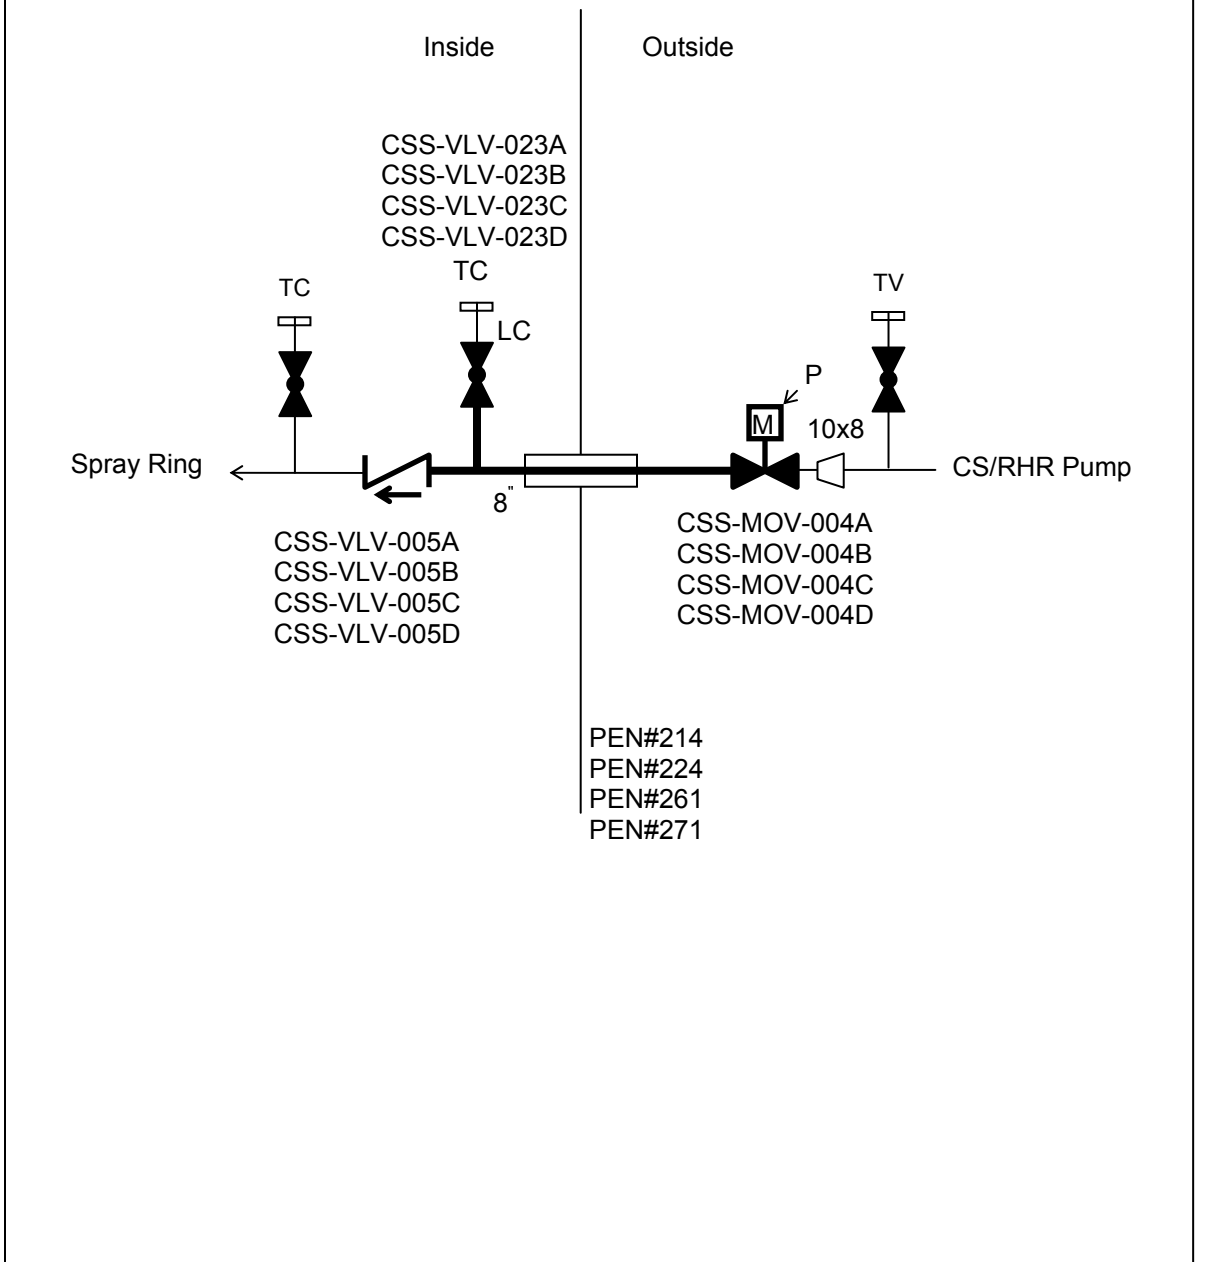 Inside
Outside
CSS-VLV-023A
CSS-VLV-023B
CSS-VLV-023C
CSS-VLV-023D
TC
TC
TV
LC
P
M
10x8
Spray Ring
CS/RHR Pump
8"
CSS-VLV-005A
CSS-VLV-005B
CSS-VLV-005C
CSS-VLV-005D
CSS-MOV-004A
CSS-MOV-004B
CSS-MOV-004C
CSS-MOV-004D
PEN#214
PEN#224
PEN#261
PEN#271